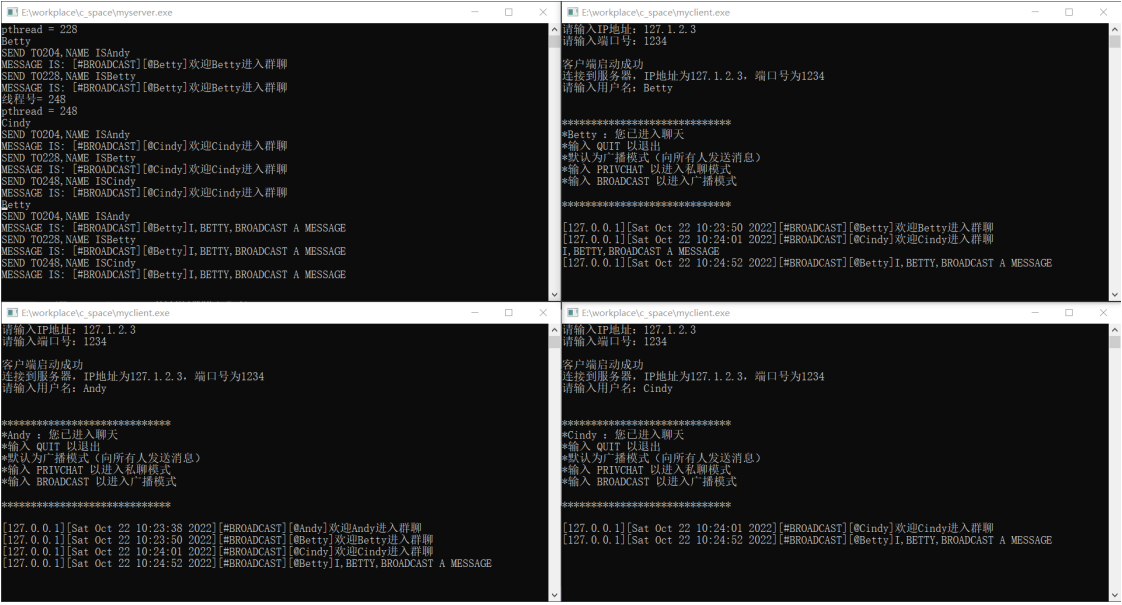 E:\workplace\c_space\myserver.exe
pthread = 228
Betty
SEND TO204,NAME ISAndy
MESSAGE IS: [#BROADCAST][@Betty]欢迎Betty进入群聊
SEND TO228,NAME ISBetty
MESSAGE IS: [#BROADCAST][@Betty]欢迎Betty进入群聊
线程号= 248
pthread = 248
Cindy
SEND TO204,NAME ISAndy
MESSAGE IS: [#BROADCAST][@Cindy]欢迎Cindy进入群聊
SEND TO228,NAME ISBetty
MESSAGE IS: [#BROADCAST][@Cindy]欢迎Cindy进入群聊
SEND TO248,NAME ISCindy
MESSAGE IS: [#BROADCAST][@Cindy]欢迎Cindy进入群聊
Betty
SEND TO204,NAME ISAndy
MESSAGE IS: [#BROADCAST][@Betty]I,BETTY,BROADCAST A MESSAGE
SEND TO228,NAME ISBetty
MESSAGE IS: [#BROADCAST][@Betty]I,BETTY,BROADCAST A MESSAGE
SEND TO248,NAME ISCindy
MESSAGE IS: [#BROADCAST][@Betty]I,BETTY,BROADCAST A MESSAGE
E:\workplace\c_space\myclient.exe
请输入IP地址：127.1.2.3
请输入端口号：1234
客户端启动成功
连接到服务器，IP地址为127.1.2.3，端口号为1234
请输入用户名：Betty
*****************************
*Betty ：您已进入聊天
*输入 QUIT 以退出
*默认为广播模式（向所有人发送消息）
*输入 PRIVCHAT 以进入私聊模式
*输入 BROADCAST 以进入广播模式
*****************************
[127.0.0.1][Sat Oct 22 10:23:50 2022][#BROADCAST][@Betty]欢迎Betty进入群聊
[127.0.0.1][Sat Oct 22 10:24:01 2022][#BROADCAST][@Cindy]欢迎Cindy进入群聊
I,BETTY,BROADCAST A MESSAGE
[127.0.0.1][Sat Oct 22 10:24:52 2022][#BROADCAST][@Betty]I,BETTY,BROADCAST A MESSAGE
E:\workplace\c_space\myclient.exe
请输入IP地址：127.1.2.3
请输入端口号：1234
客户端启动成功
连接到服务器，IP地址为127.1.2.3，端口号为1234
请输入用户名：Andy
*****************************
*Andy ：您已进入聊天
*输入 QUIT 以退出
*默认为广播模式（向所有人发送消息）
*输入 PRIVCHAT 以进入私聊模式
*输入 BROADCAST 以进入广播模式
*****************************
[127.0.0.1][Sat Oct 22 10:23:38 2022][#BROADCAST][@Andy]欢迎Andy进入群聊
[127.0.0.1][Sat Oct 22 10:23:50 2022][#BROADCAST][@Betty]欢迎Betty进入群聊
[127.0.0.1][Sat Oct 22 10:24:01 2022][#BROADCAST][@Cindy]欢迎Cindy进入群聊
[127.0.0.1][Sat Oct 22 10:24:52 2022][#BROADCAST][@Betty]I,BETTY,BROADCAST A MESSAGE
E:\workplace\c_space\myclient.exe
请输入IP地址：127.1.2.3
请输入端口号：1234
客户端启动成功
连接到服务器，IP地址为127.1.2.3，端口号为1234
请输入用户名：Cindy
*****************************
*Cindy ：您已进入聊天
*输入 QUIT 以退出
*默认为广播模式（向所有人发送消息）
*输入 PRIVCHAT 以进入私聊模式
*输入 BROADCAST 以进入广播模式
*****************************
[127.0.0.1][Sat Oct 22 10:24:01 2022][#BROADCAST][@Cindy]欢迎Cindy进入群聊
[127.0.0.1][Sat Oct 22 10:24:52 2022][#BROADCAST][@Betty]I,BETTY,BROADCAST A MESSAGE